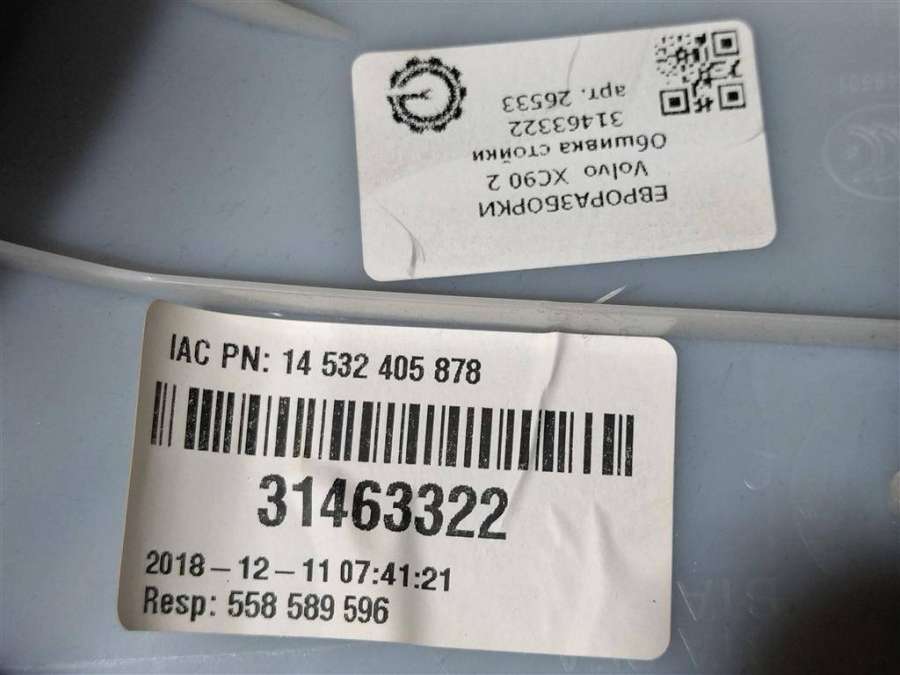 ЕВРОРАЗБОРКИ
Volvo XC90 2
Обшивка стойки
31463322
арт. 26533
IAC PN: 14 532 405 878
31463322
2018-12-11 07:41:21
Resp: 558 589 596